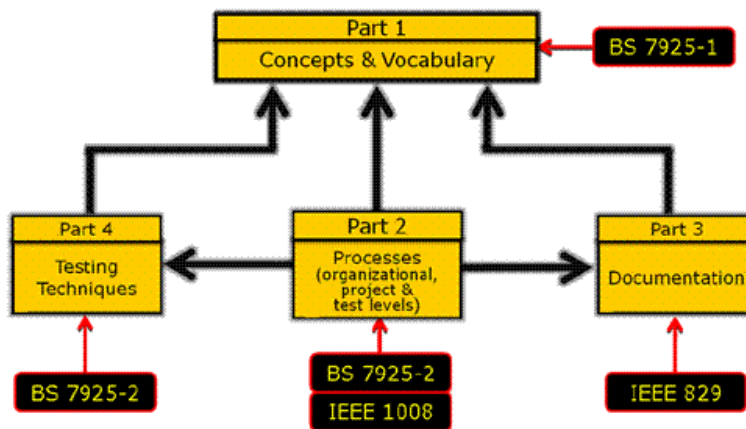 Part 1
Concepts & Vocabulary
BS 7925-1
Part 4
Testing
Techniques
Part 2
Processes
(organizational,
project &
test levels)
Part 3
Documentation
BS 7925-2
BS 7925-2
IEEE 1008
IEEE 829